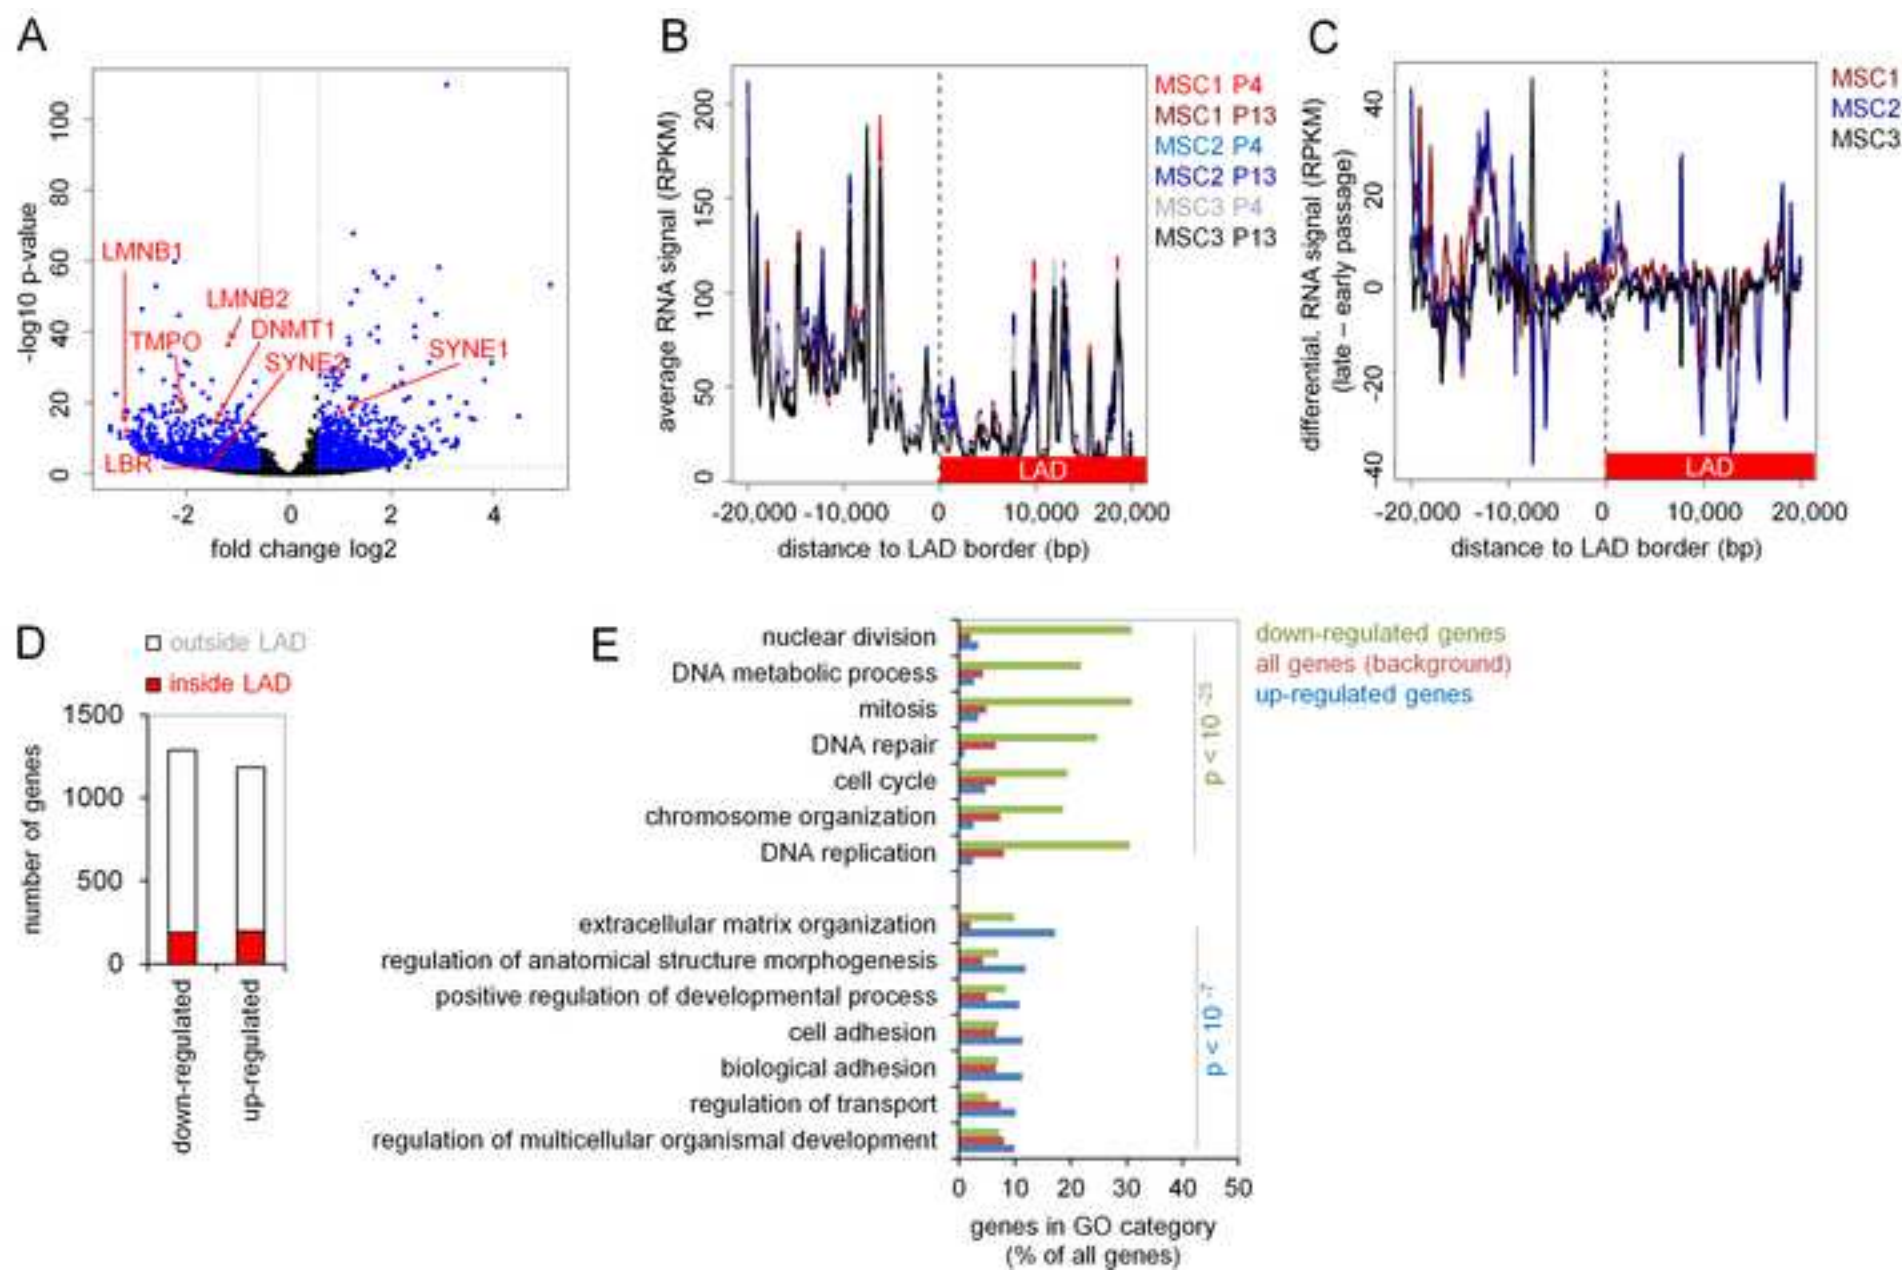 A
-log10 p-value
100
80
60
40
20
0
LMNB1
LMNB2
TMPO
DNMT1
SYNE2
SYNE1
LBR
-2 0 2 4
fold change log2
B
average RNA signal (RPKM)
200
150
100
50
0
LAD
-20,000 -10,000 0 10,000 20,000
distance to LAD border (bp)
MSC1 P4
MSC1 P13
MSC2 P4
MSC2 P13
MSC3 P4
MSC3 P13
C
differential. RNA signal (RPKM)
(late – early passage)
40
20
0
-20
-40
LAD
-20,000 -10,000 0 10,000 20,000
distance to LAD border (bp)
MSC1
MSC2
MSC3
D
outside LAD
inside LAD
number of genes
1500
1000
500
0
down-regulated
up-regulated
E
nuclear division
DNA metabolic process
mitosis
DNA repair
cell cycle
chromosome organization
DNA replication
extracellular matrix organization
regulation of anatomical structure morphogenesis
positive regulation of developmental process
cell adhesion
biological adhesion
regulation of transport
regulation of multicellular organismal development
0 10 20 30 40 50
genes in GO category
(% of all genes)
p < 10 -25
p < 10 -7
down-regulated genes
all genes (background)
up-regulated genes